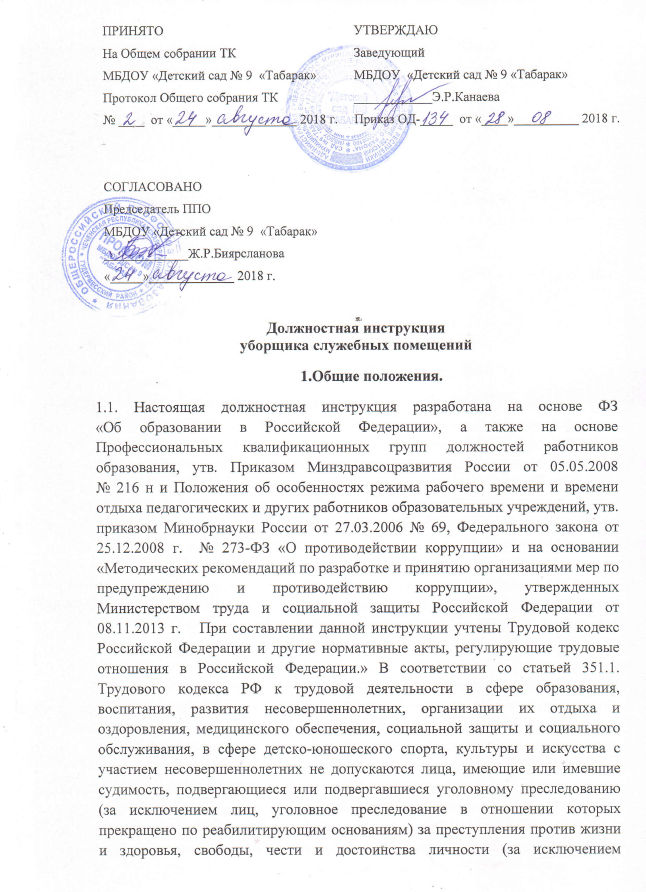 ПРИНЯТО
На Общем собрании ТК
МБДОУ «Детский сад № 9 «Табарак»
Протокол Общего собрания ТК
№ 2 от «24» августа 2018 г.
УТВЕРЖДАЮ
Заведующий
МБДОУ «Детский сад № 9 «Табарак»
____________Э.Р.Канаева
Приказ ОД-134 от «28» 08 2018 г.
СОГЛАСОВАНО
Председатель ППО
МБДОУ «Детский сад № 9 «Табарак»
____________Ж.Р.Биярсланова
«24» августа 2018 г.
Должностная инструкция
уборщика служебных помещений
1.Общие положения.
1.1. Настоящая должностная инструкция разработана на основе ФЗ
«Об образовании в Российской Федерации», а также на основе
Профессиональных квалификационных групп должностей работников
образования, утв. Приказом Минздравсоцразвития России от 05.05.2008
№ 216 н и Положения об особенностях режима рабочего времени и времени
отдыха педагогических и других работников образовательных учреждений, утв.
приказом Минобрнауки России от 27.03.2006 № 69, Федерального закона от
25.12.2008 г. № 273-ФЗ «О противодействии коррупции» и на основании
«Методических рекомендаций по разработке и принятию организациями мер по
предупреждению и противодействию коррупции», утвержденных
Министерством труда и социальной защиты Российской Федерации от
08.11.2013 г. При составлении данной инструкции учтены Трудовой кодекс
Российской Федерации и другие нормативные акты, регулирующие трудовые
отношения в Российской Федерации.» В соответствии со статьей 351.1.
Трудового кодекса РФ к трудовой деятельности в сфере образования,
воспитания, развития несовершеннолетних, организации их отдыха и
оздоровления, медицинского обеспечения, социальной защиты и социального
обслуживания, в сфере детско-юношеского спорта, культуры и искусства с
участием несовершеннолетних не допускаются лица, имеющие или имевшие
судимость, подвергающиеся или подвергавшиеся уголовному преследованию
(за исключением лиц, уголовное преследование в отношении которых
прекращено по реабилитирующим основаниям) за преступления против жизни
и здоровья, свободы, чести и достоинства личности (за исключением